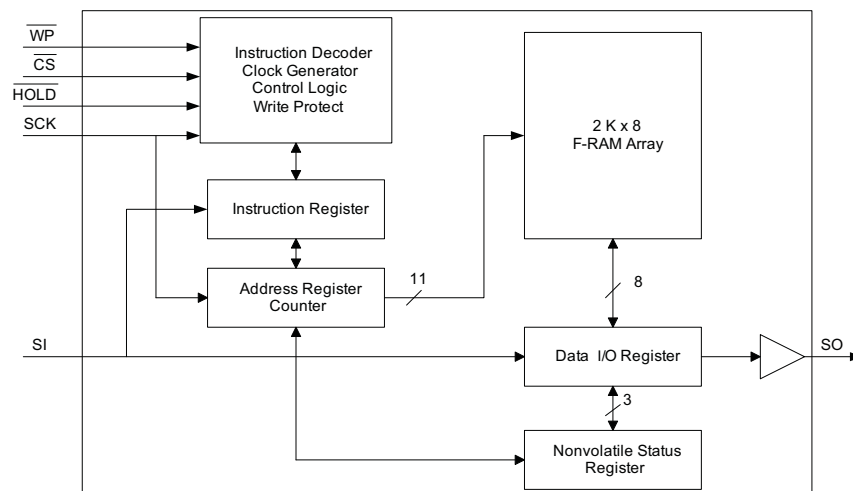 WP
CS
HOLD
SCK
Instruction Decoder
Clock Generator
Control Logic
Write Protect
2 K x 8
F-RAM Array
Instruction Register
Address Register
Counter
11
8
SI
Data I/O Register
SO
3
Nonvolatile Status
Register